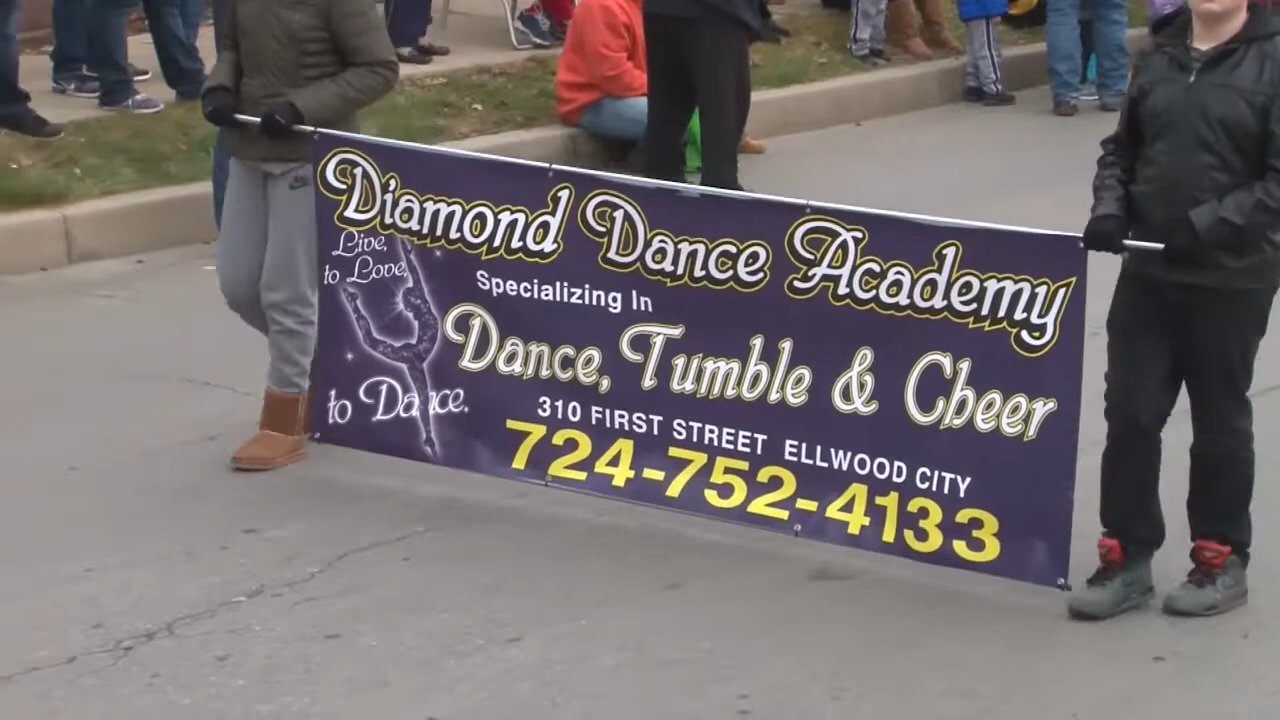 Diamond Dance Academy
Live,
to Love,
to Dance.
Specializing In
Dance, Tumble & Cheer
310 FIRST STREET ELLWOOD CITY
724-752-4133